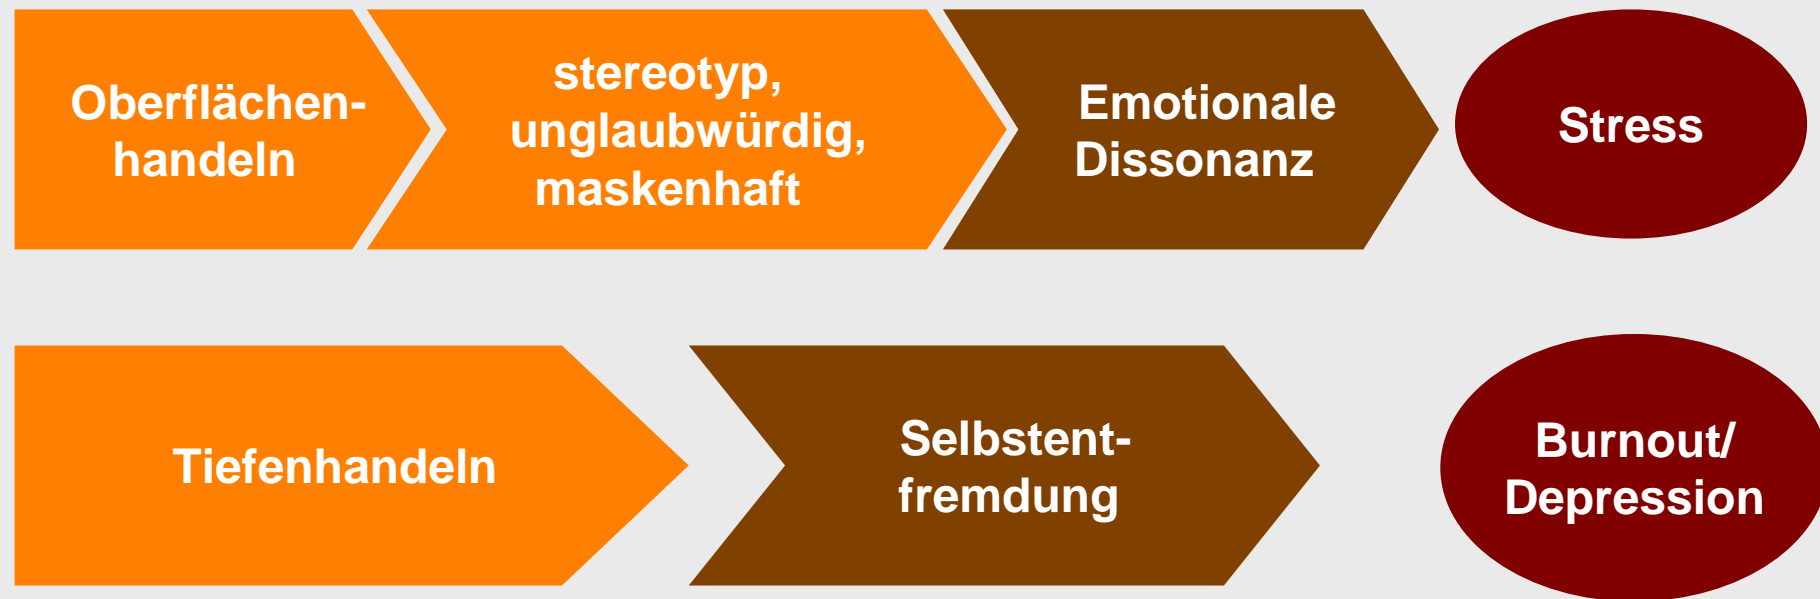 Oberflächen-
handeln
stereotyp,
unglaubwürdig,
maskenhaft
Emotionale
Dissonanz
Stress
Tiefenhandeln
Selbstent-
fremdung
Burnout/
Depression